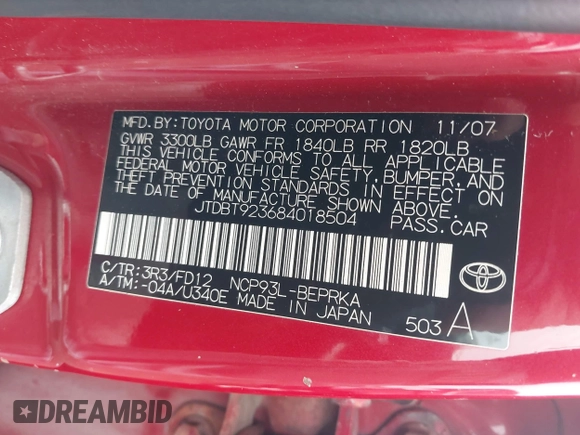 MFD.BY:TOYOTA MOTOR CORPORATION 11/07
GVWR 3300LB GAWR FR 1840LB RR 1820LB
THIS VEHICLE CONFORMS TO ALL APPLICABLE
FEDERAL MOTOR VEHICLE SAFETY,BUMPER,AND
THEFT PREVENTION STANDARDS IN EFFECT ON
THE DATE OF MANUFACTURE SHOWN ABOVE.
JTDBT923684018504 PASS.CAR
C/TR:3R3/FD12 NCP93L-BEPRKA
A/TM:-04A/U340E MADE IN JAPAN
503 A
DREAMBID